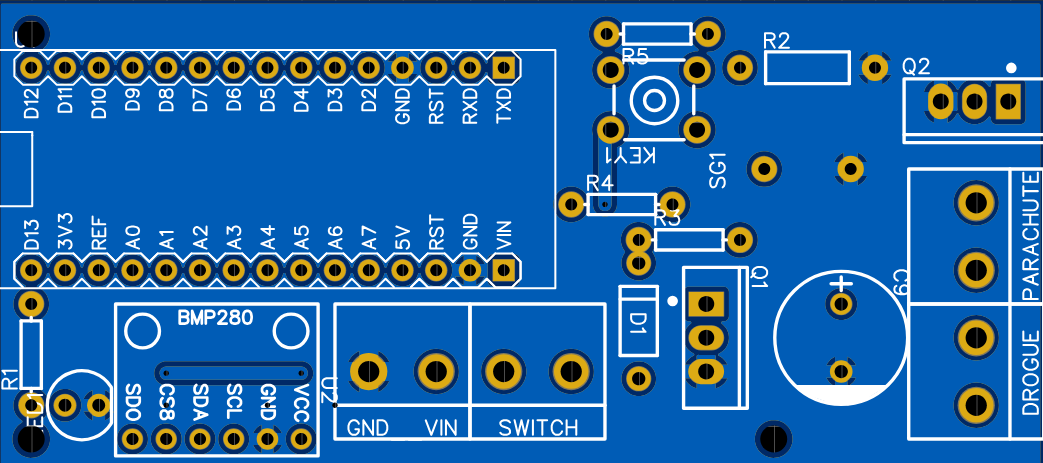 U
R5
R2
Q2
D12 D11 D10 D9 D8 D7 D6 D5 D4 D3 D2 GND RST RXD TXD
KEY1
SG1
R4
R3
D13 3V3 REF A0 A1 A2 A3 A4 A5 A6 A7 5V RST GND VIN
PARACHUTE
Q1
BMP280
D1
+
R1
U2
DROGUE
SDO CSB SDA SCL GND VCC
GND VIN SWITCH